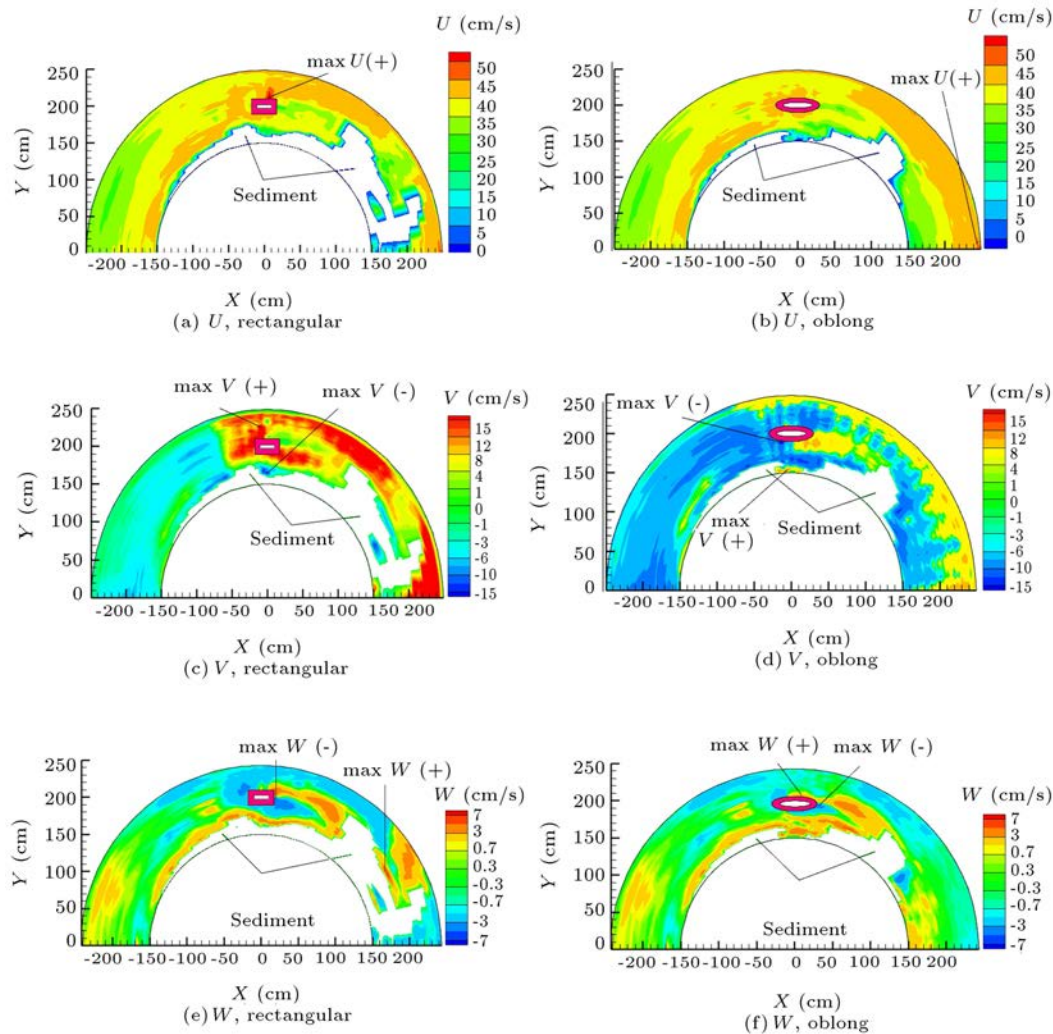 U (cm/s)
max U(+)
250
200
150
100
50
0
Y (cm)
50
40
35
30
20
15
10
5
0
Sediment
-200 -150 -100 -50 0 50 100 150 200
X (cm)
(a) U, rectangular
U (cm/s)
max U(+)
250
200
150
100
50
0
Y (cm)
50
45
40
35
30
25
20
15
10
5
0
Sediment
-200 -150 -100 -50 0 50 100 150 200
X (cm)
(b) U, oblong
max V (+)
max V (-)
V (cm/s)
250
200
150
100
50
0
Y (cm)
15
12
8
4
1
0
-1
-3
-6
-10
-15
Sediment
-200 -150 -100 -50 0 50 100 150 200
X (cm)
(c) V, rectangular
max V (-)
V (cm/s)
250
200
150
100
50
0
Y (cm)
15
12
8
4
1
0
-1
-3
-6
-10
-15
max
V (+)
Sediment
-200 -150 -100 -50 0 50 100 150 200
X (cm)
(d) V, oblong
max W (-)
max W (+)
W (cm/s)
250
200
150
100
50
0
Y (cm)
7
3
0.7
0.3
-0.3
-0.7
-3
-7
Sediment
-200 -150 -100 -50 0 50 100 150 200
X (cm)
(e) W, rectangular
max W (+)
max W (-)
W (cm/s)
250
200
150
100
50
0
Y (cm)
7
3
0.7
0.3
-0.3
-0.7
-3
-7
Sediment
-200 -150 -100 -50 0 50 100 150 200
X (cm)
(f) W, oblong